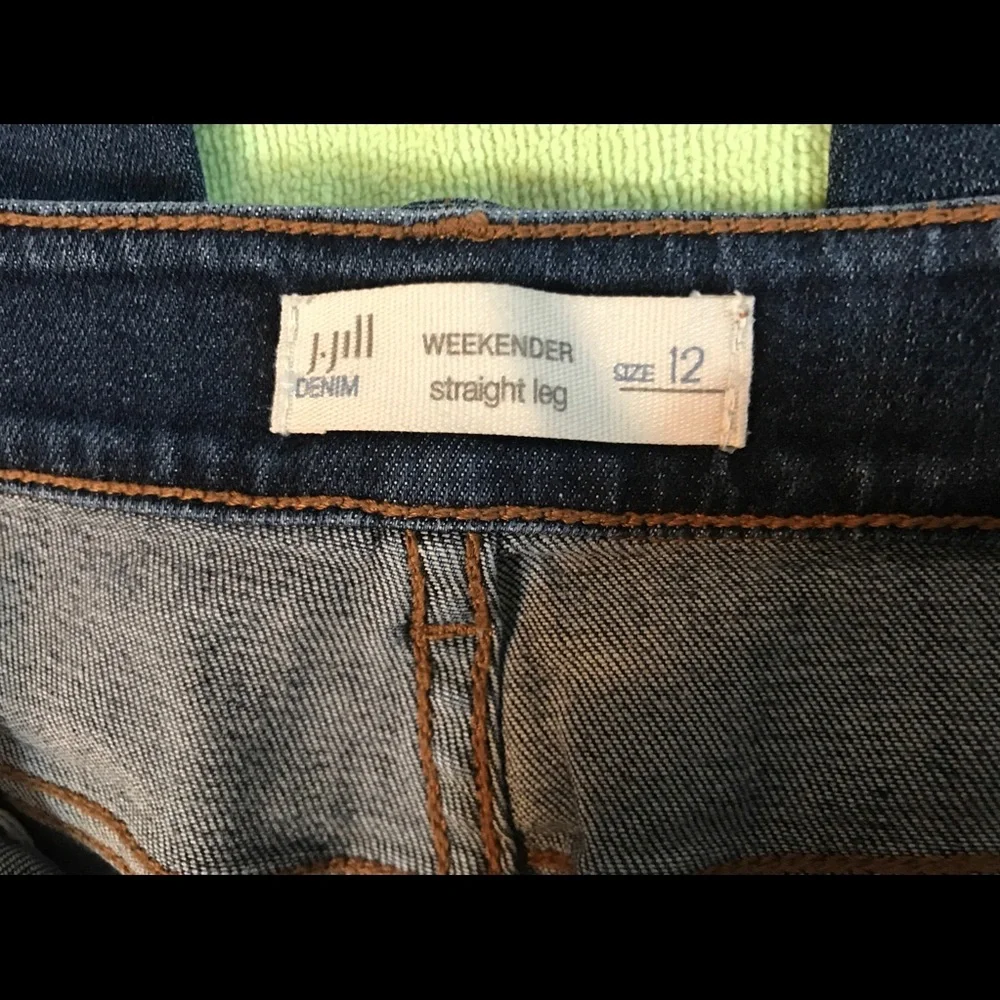 J.Jill WEEKENDER SIZE 12
DENIM straight leg